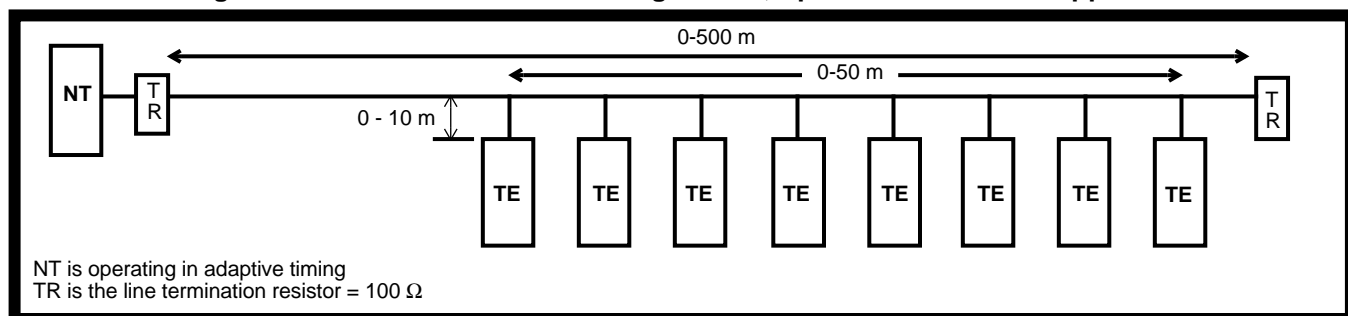 0-500 m
0-50 m
NT
T
R
T
R
0 - 10 m
TE
TE
TE
TE
TE
TE
TE
TE
NT is operating in adaptive timing
TR is the line termination resistor = 100 Ω